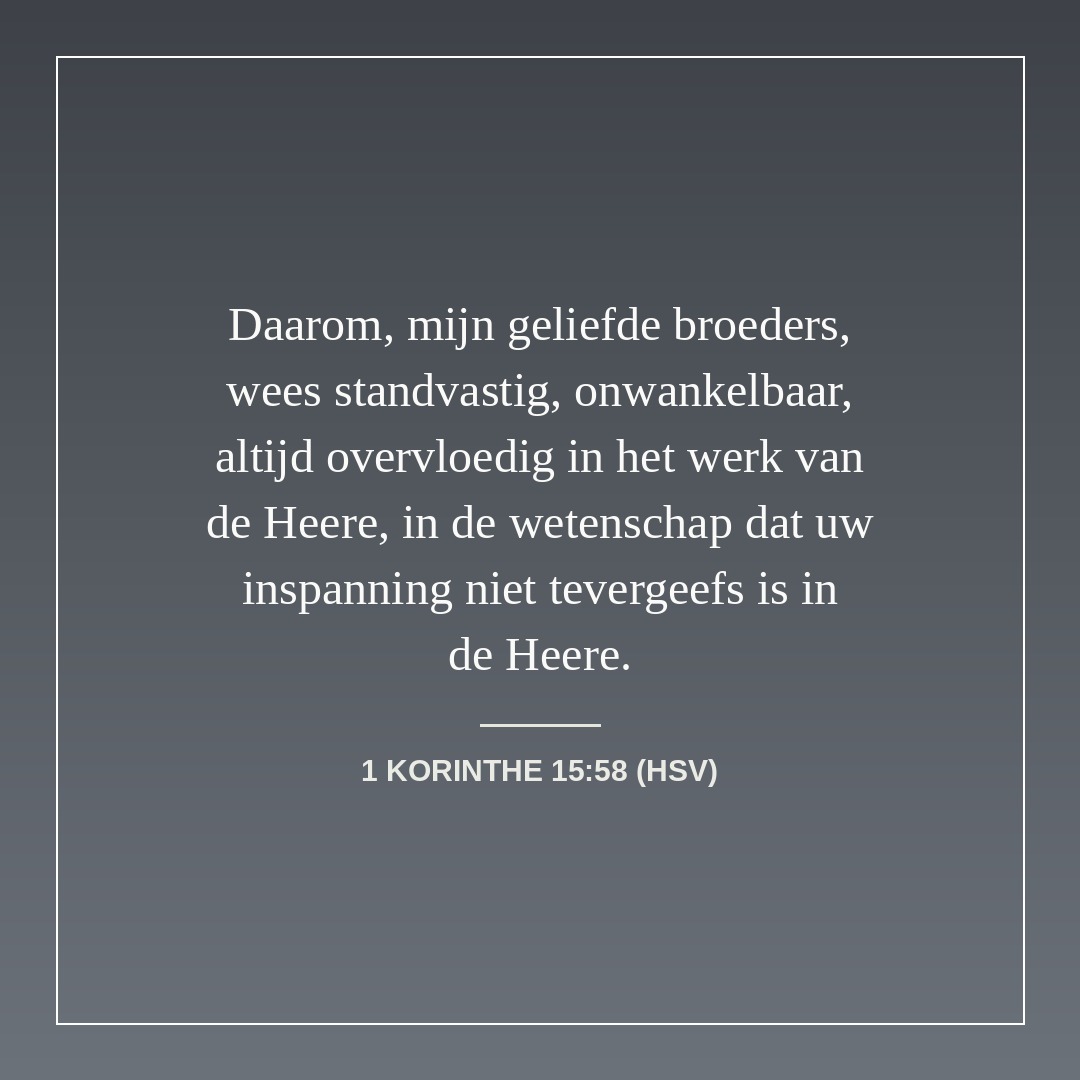 Daarom, mijn geliefde broeders,
wees standvastig, onwankelbaar,
altijd overvloedig in het werk van
de Heere, in de wetenschap dat uw
inspanning niet tevergeefs is in
de Heere.
1 KORINTHE 15:58 (HSV)